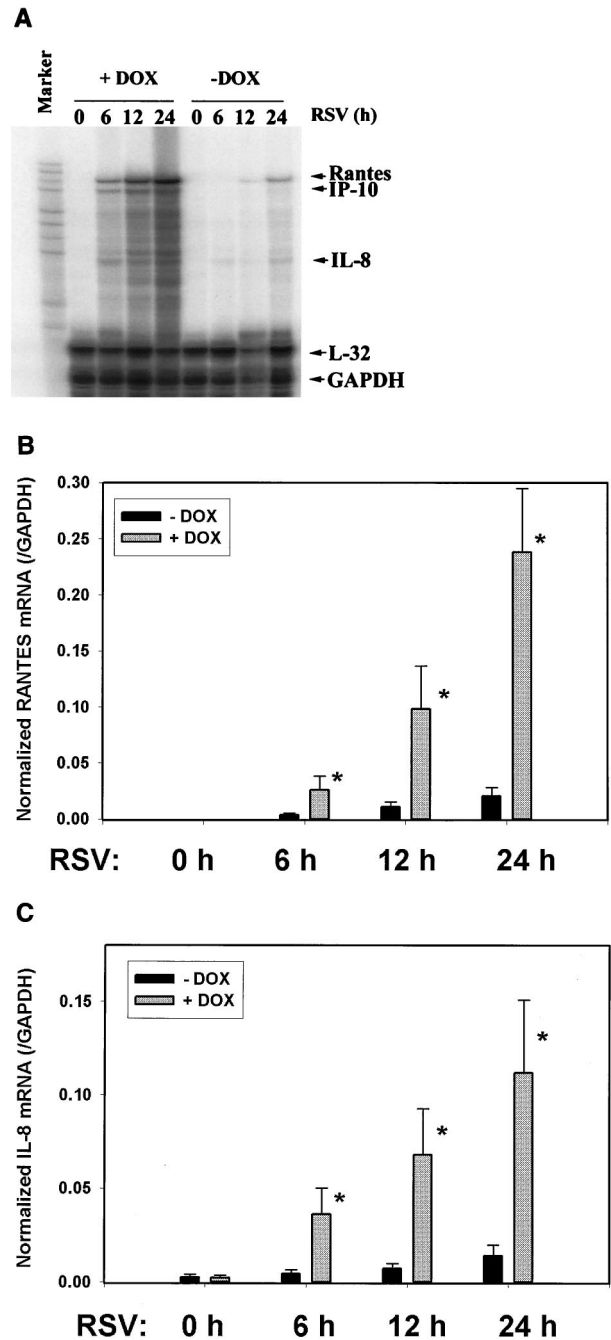 A
Marker
+ DOX
-DOX
0 6 12 24 0 6 12 24 RSV (h)
Rantes
IP-10
IL-8
L-32
GAPDH
B
Normalized RANTES mRNA (/GAPDH)
0.30
0.25
0.20
0.15
0.10
0.05
0.00
- DOX
+ DOX
*
*
*
RSV: 0 h 6 h 12 h 24 h
C
Normalized IL-8 mRNA (/GAPDH)
0.15
0.10
0.05
0.00
- DOX
+ DOX
*
*
*
RSV: 0 h 6 h 12 h 24 h